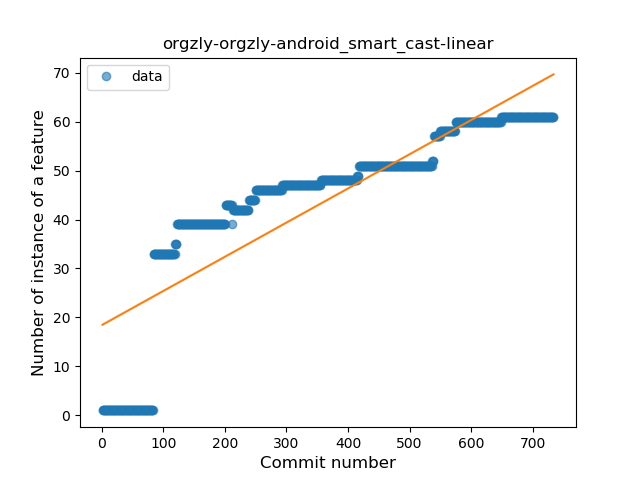 orgzly-orgzly-android_smart_cast-linear
data
Number of instance of a feature
70
60
50
40
30
20
10
0
0 100 200 300 400 500 600 700
Commit number